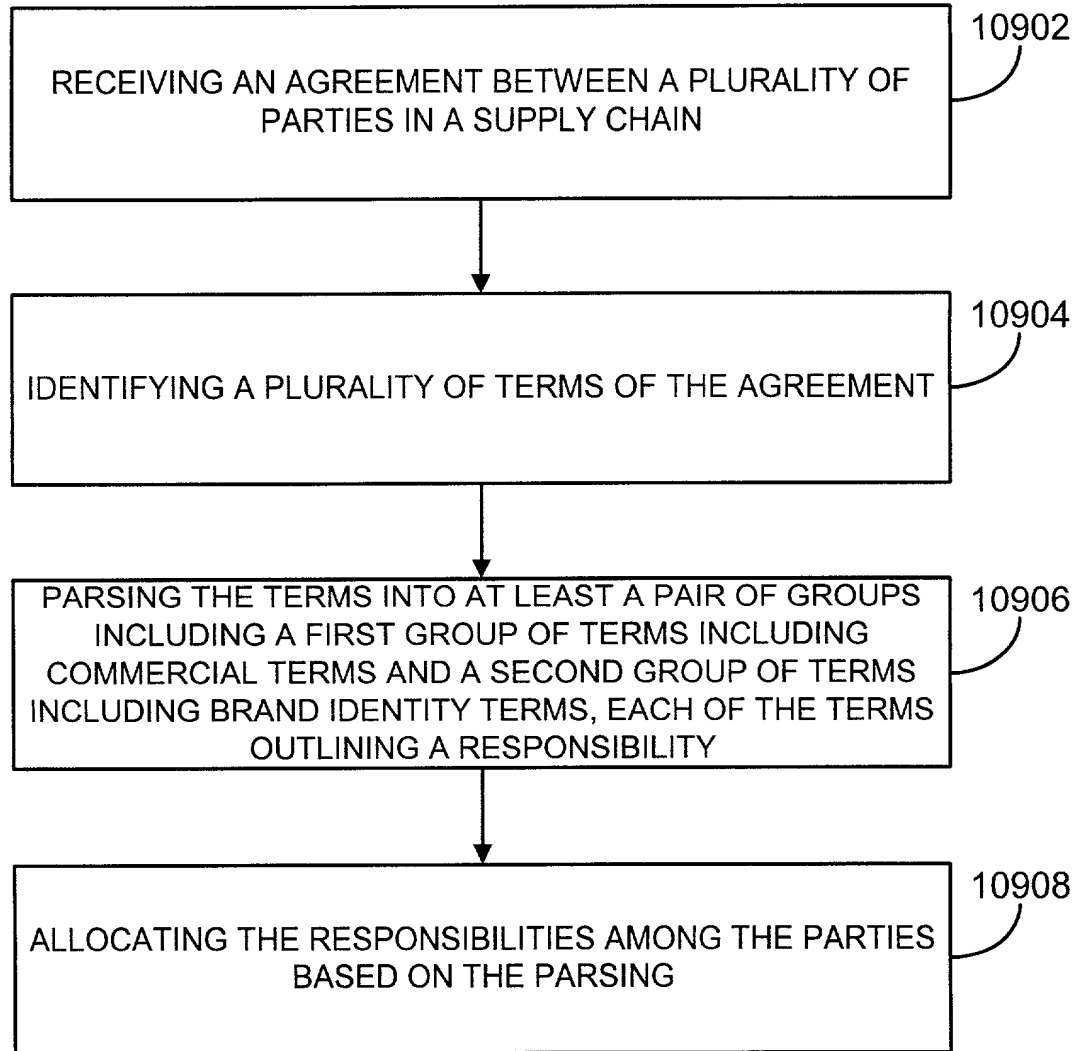 10902
RECEIVING AN AGREEMENT BETWEEN A PLURALITY OF
PARTIES IN A SUPPLY CHAIN
10904
IDENTIFYING A PLURALITY OF TERMS OF THE AGREEMENT
10906
PARSING THE TERMS INTO AT LEAST A PAIR OF GROUPS
INCLUDING A FIRST GROUP OF TERMS INCLUDING
COMMERCIAL TERMS AND A SECOND GROUP OF TERMS
INCLUDING BRAND IDENTITY TERMS, EACH OF THE TERMS
OUTLINING A RESPONSIBILITY
10908
ALLOCATING THE RESPONSIBILITIES AMONG THE PARTIES
BASED ON THE PARSING